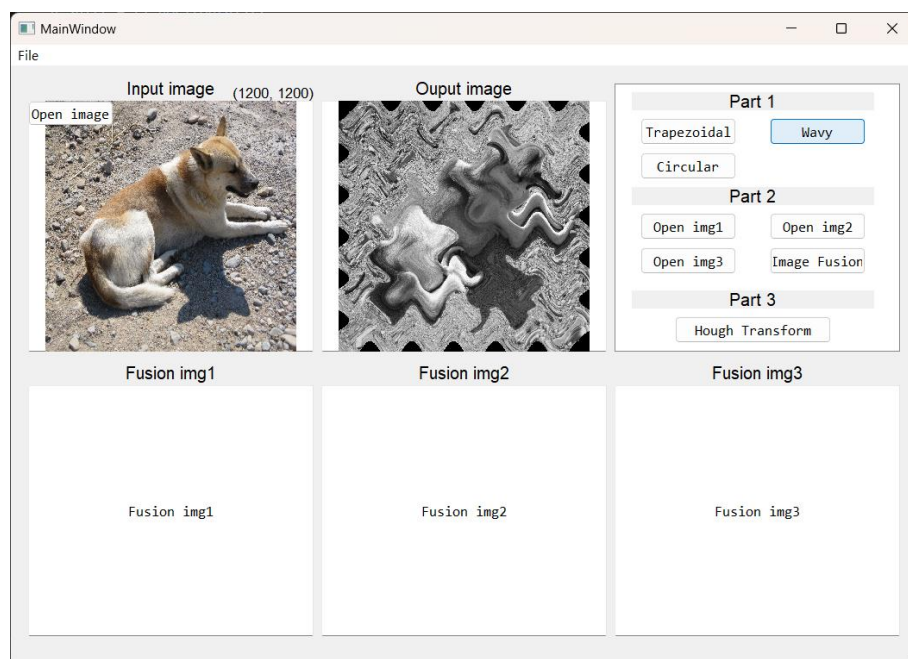 MainWindow
File
Input image (1200, 1200)
Open image
Ouput image
Part 1
Trapezoidal
Wavy
Circular
Part 2
Open img1
Open img2
Open img3
Image Fusion
Part 3
Hough Transform
Fusion img1
Fusion img2
Fusion img3
Fusion img1
Fusion img2
Fusion img3